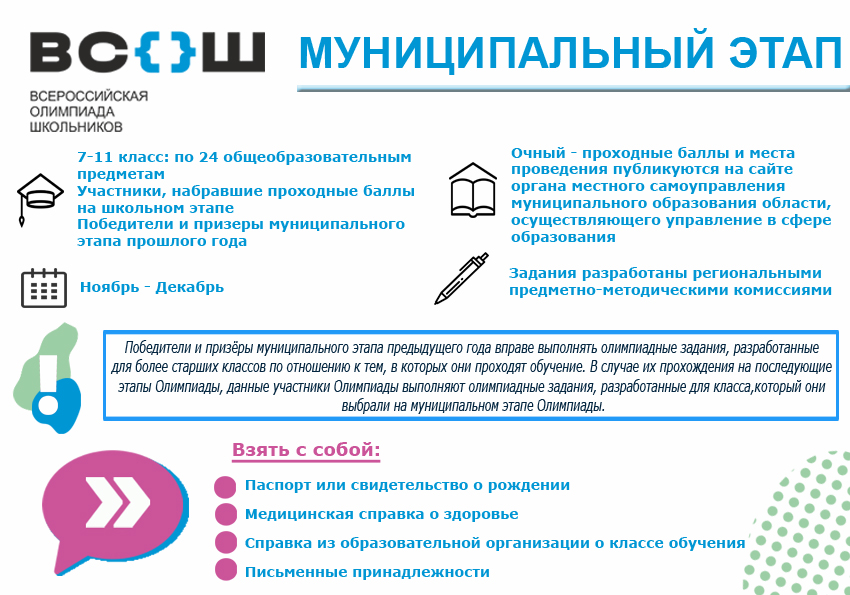 ВС{}Ш
ВСЕРОССИЙСКАЯ
ОЛИМПИАДА
ШКОЛЬНИКОВ
МУНИЦИПАЛЬНЫЙ ЭТАП
7-11 класс: по 24 общеобразовательным
предметам
Участники, набравшие проходные баллы
на школьном этапе
Победители и призеры муниципального
этапа прошлого года
Очный - проходные баллы и места
проведения публикуются на сайте
органа местного самоуправления
муниципального образования области,
осуществляющего управление в сфере
образования
Ноябрь - Декабрь
Задания разработаны региональными
предметно-методическими комиссиями
Победители и призёры муниципального этапа предыдущего года вправе выполнять олимпиадные задания, разработанные
для более старших классов по отношению к тем, в которых они проходят обучение. В случае их прохождения на последующие
этапы Олимпиады, данные участники Олимпиады выполняют олимпиадные задания, разработанные для класса,который они
выбрали на муниципальном этапе Олимпиады.
Взять с собой:
Паспорт или свидетельство о рождении
Медицинская справка о здоровье
Справка из образовательной организации о классе обучения
Письменные принадлежности